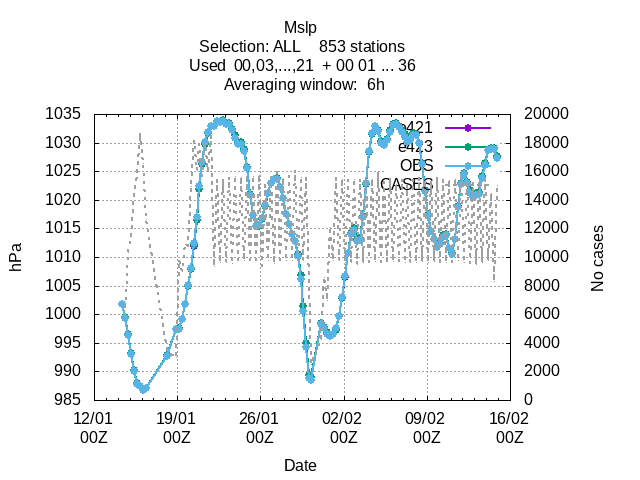 Mslp
Selection: ALL 853 stations
Used 00,03,...,21 + 00 01 ... 36
Averaging window: 6h
1035 20000
e421
1030 18000
e423
OBS
1025 16000
CASES
1020 14000
1015 12000
1010 10000
1005 8000
1000 6000
995 4000
990 2000
985 0
hPa
No cases
12/01 19/01 26/01 02/02 09/02 16/02
00Z 00Z 00Z 00Z 00Z 00Z
Date